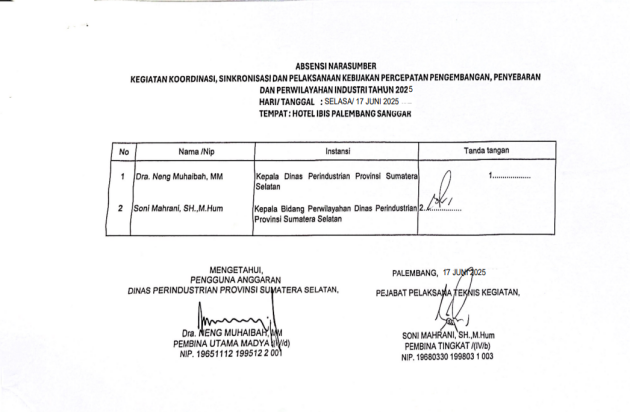 ABSENSI NARASUMBER
KEGIATAN KOORDINASI, SINKRONISASI DAN PELAKSANAAN KEBIJAKAN PERCEPATAN PENGEMBANGAN, PENYEBARAN
DAN PERWILAYAHAN INDUSTRI TAHUN 2025
HARI/ TANGGAL : SELASA/ 17 JUNI 2025
TEMPAT : HOTEL IBIS PALEMBANG SANGGAR
No Nama /Nip Instansi Tanda tangan
1 Dra. Neng Muhaibah, MM Kepala Dinas Perindustrian Provinsi Sumatera 1..................
Selatan
2 Soni Mahrani, SH.,M.Hum Kepala Bidang Perwilayahan Dinas Perindustrian 2..................
Provinsi Sumatera Selatan
MENGETAHUI,
PENGGUNA ANGGARAN
DINAS PERINDUSTRIAN PROVINSI SUMATERA SELATAN,
Dra. NENG MUHAIBAH, MM
PEMBINA UTAMA MADYA (IV/d)
NIP. 19651112 199512 2 001
PALEMBANG, 17 JUNI 2025
PEJABAT PELAKSANA TEKNIS KEGIATAN,
SONI MAHRANI, SH.,M.Hum
PEMBINA TINGKAT /(IV/b)
NIP. 19680330 199803 1 003